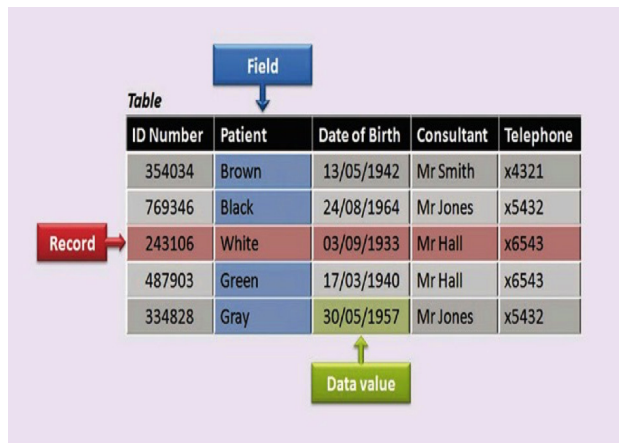 Field
Table
ID Number Patient Date of Birth Consultant Telephone
354034 Brown 13/05/1942 Mr Smith x4321
769346 Black 24/08/1964 Mr Jones x5432
Record 243106 White 03/09/1933 Mr Hall x6543
487903 Green 17/03/1940 Mr Hall x6543
334828 Gray 30/05/1957 Mr Jones x5432
Data value